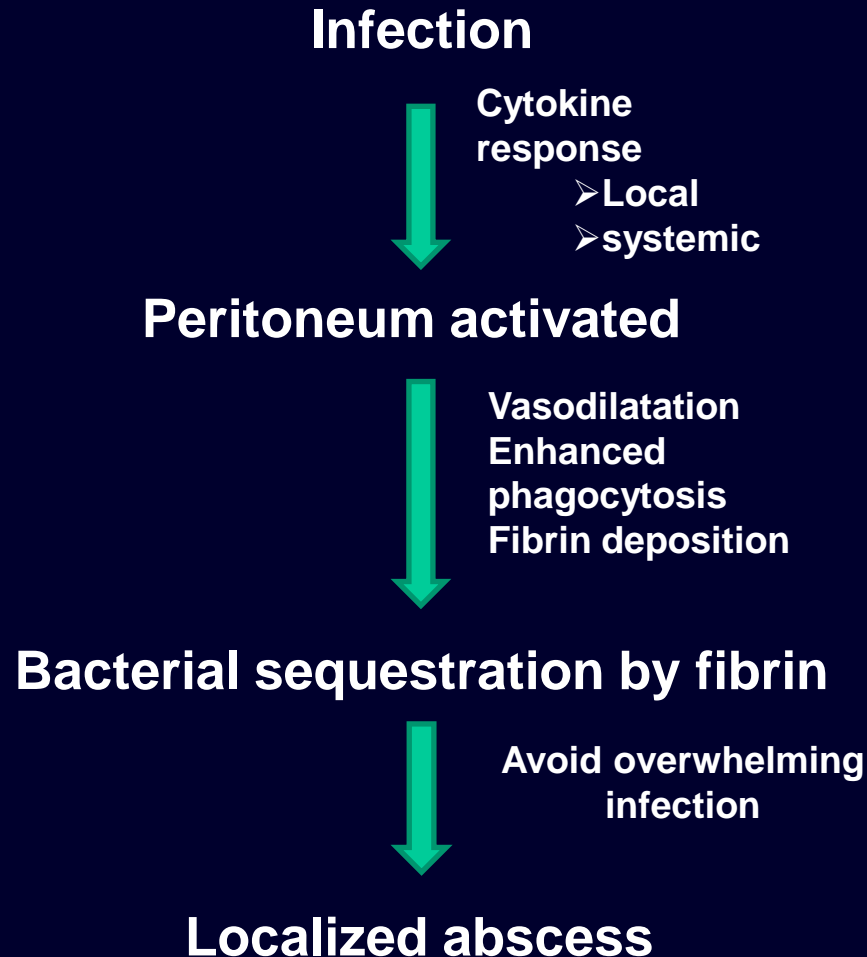 Infection
Cytokine
response
➢Local
➢systemic
Peritoneum activated
Vasodilatation
Enhanced
phagocytosis
Fibrin deposition
Bacterial sequestration by fibrin
Avoid overwhelming
infection
Localized abscess